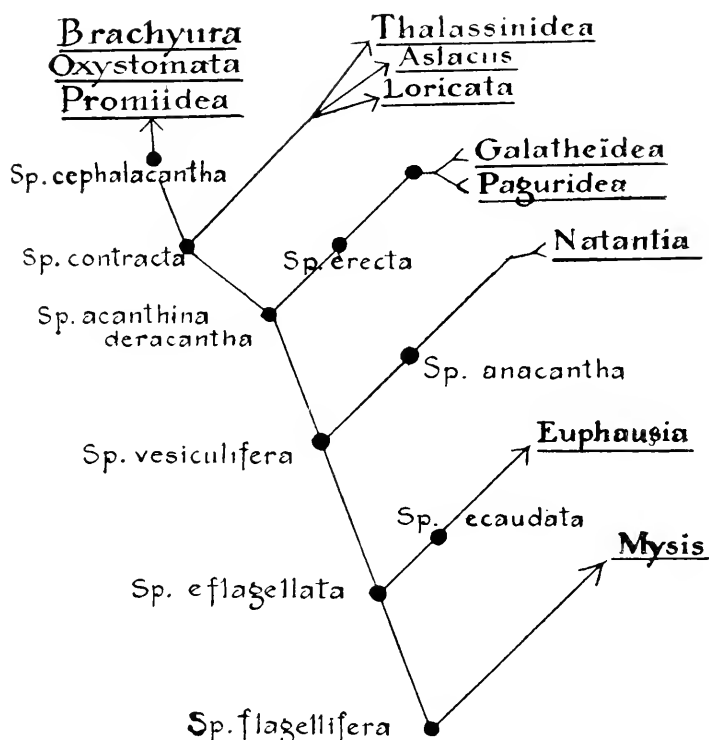 Brachyura
Oxystomata
Promiidea
Thalassinidea
Aslacus
Loricata
Sp. cephalacantha
Galatheidea
Paguridea
Sp. contracta
Sp. erecta
Natantia
Sp. acanthina
deracantha
Sp. anacantha
Sp. vesiculifera
Euphausia
Sp. ecaudata
Mysis
Sp. eflagellata
Sp. flagellifera